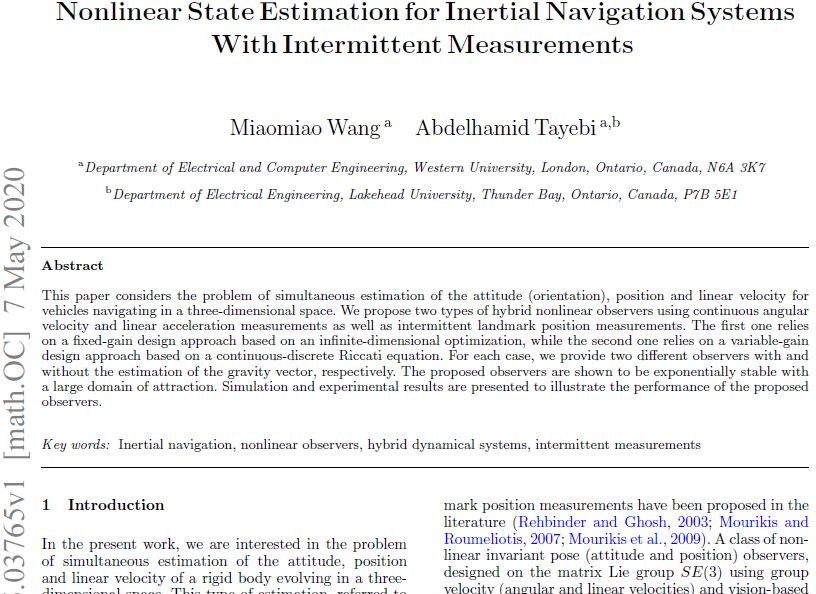 Nonlinear State Estimation for Inertial Navigation Systems
With Intermittent Measurements
Miaomiao Wang a Abdelhamid Tayebi a,b
a Department of Electrical and Computer Engineering, Western University, London, Ontario, Canada, N6A 3K7
b Department of Electrical Engineering, Lakehead University, Thunder Bay, Ontario, Canada, P7B 5E1
Abstract
This paper considers the problem of simultaneous estimation of the attitude (orientation), position and linear velocity for
vehicles navigating in a three-dimensional space. We propose two types of hybrid nonlinear observers using continuous angular
velocity and linear acceleration measurements as well as intermittent landmark position measurements. The first one relies
on a fixed-gain design approach based on an infinite-dimensional optimization, while the second one relies on a variable-gain
design approach based on a continuous-discrete Riccati equation. For each case, we provide two different observers with and
without the estimation of the gravity vector, respectively. The proposed observers are shown to be exponentially stable with
a large domain of attraction. Simulation and experimental results are presented to illustrate the performance of the proposed
observers.
Key words: Inertial navigation, nonlinear observers, hybrid dynamical systems, intermittent measurements
1 Introduction
In the present work, we are interested in the problem
of simultaneous estimation of the attitude, position
and linear velocity of a rigid body evolving in a three-
dimensional space. This type of estimation, referred to
mark position measurements have been proposed in the
literature (Rehbinder and Ghosh, 2003; Mourikis and
Roumeliotis, 2007; Mourikis et al., 2009). A class of non-
linear invariant pose (attitude and position) observers,
designed on the matrix Lie group SE(3) using group
velocity (angular and linear velocities) and vision-based
.03765v1 [math.OC] 7 May 2020